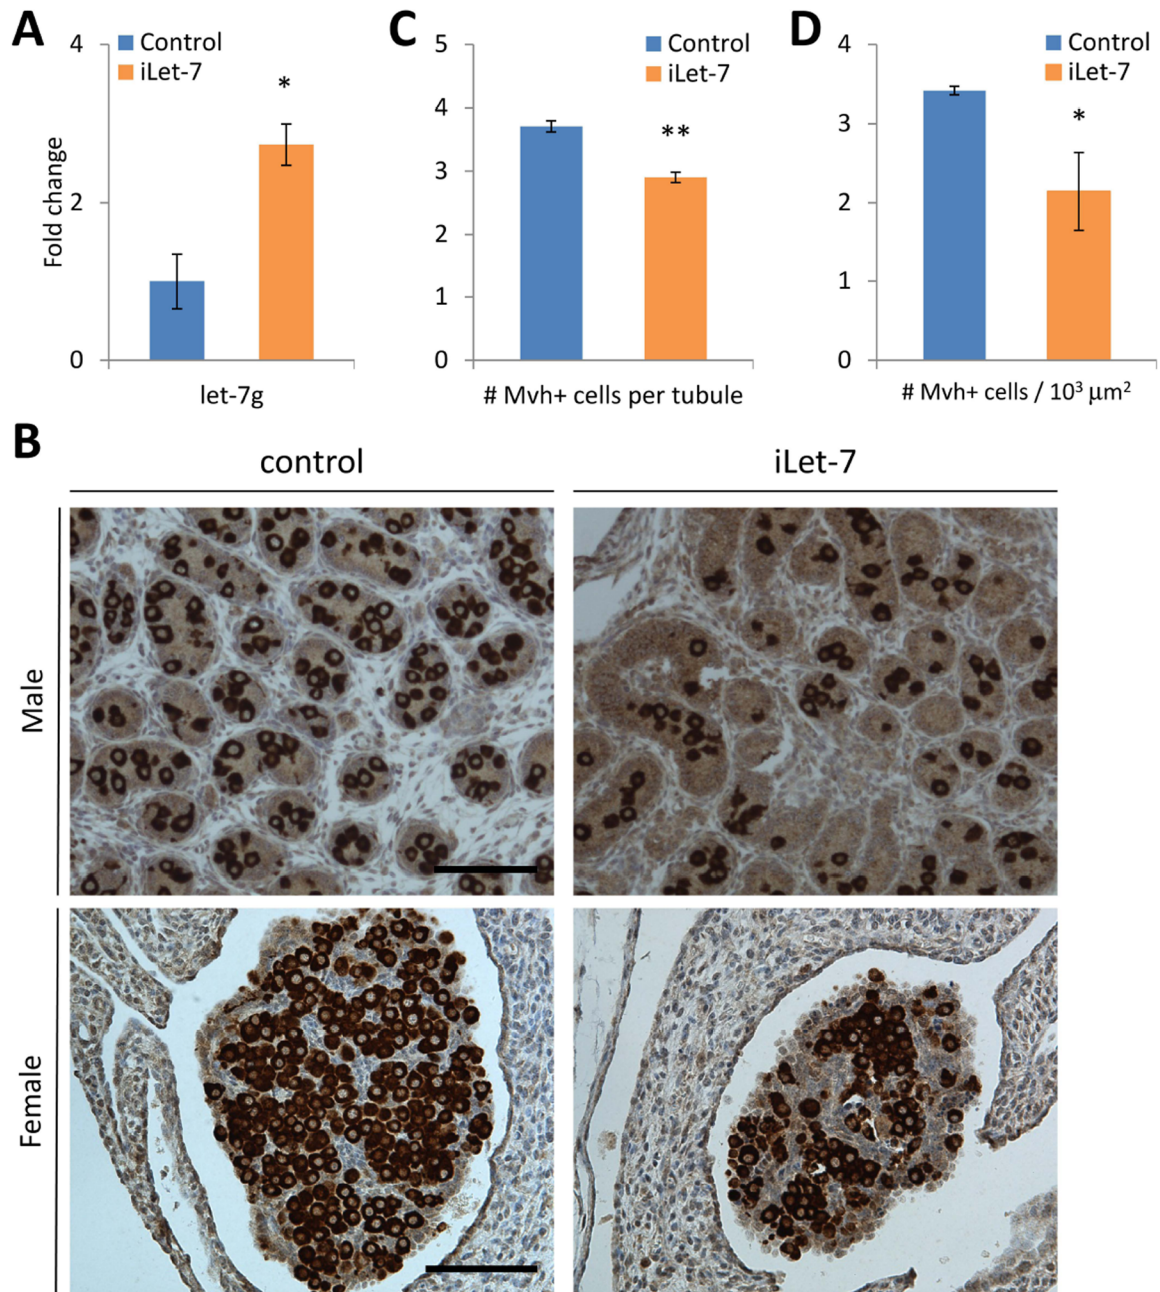 A
4
2
0
Fold change
Control
iLet-7
*
let-7g
C
5
4
3
2
1
0
Control
iLet-7
**
# Mvh+ cells per tubule
D
4
3
2
1
0
Control
iLet-7
*
# Mvh+ cells / 10³ µm²
B
control
iLet-7
Male
Female